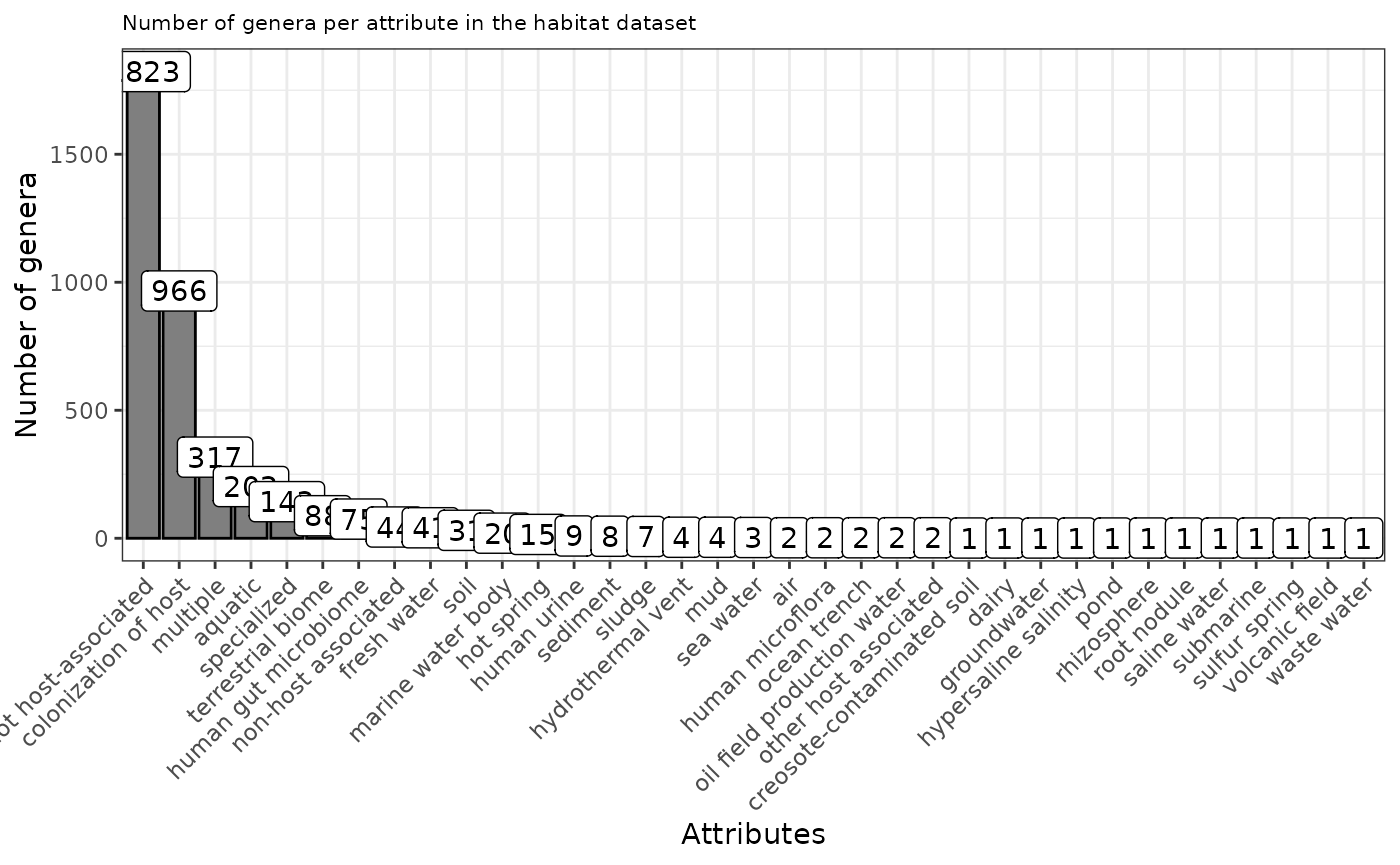 Number of genera per attribute in the habitat dataset
Number of genera
1500
1000
500
0
823
966
317
75
15
9
8
7
4
4
3
2
2
2
2
2
1
1
1
1
1
1
1
1
1
1
1
1
host-associated
colonization of host
multiple
aquatic
specialized
terrestrial biome
human gut microbiome
non-host associated
fresh water
soil
marine water body
hot spring
human urine
sediment
sludge
hydrothermal vent
mud
sea water
air
human microflora
ocean trench
oil field production water
other host associated
creosote-contaminated soil
dairy
groundwater
hypersaline salinity
pond
rhizosphere
root nodule
saline water
submarine
sulfur spring
volcanic field
waste water
Attributes